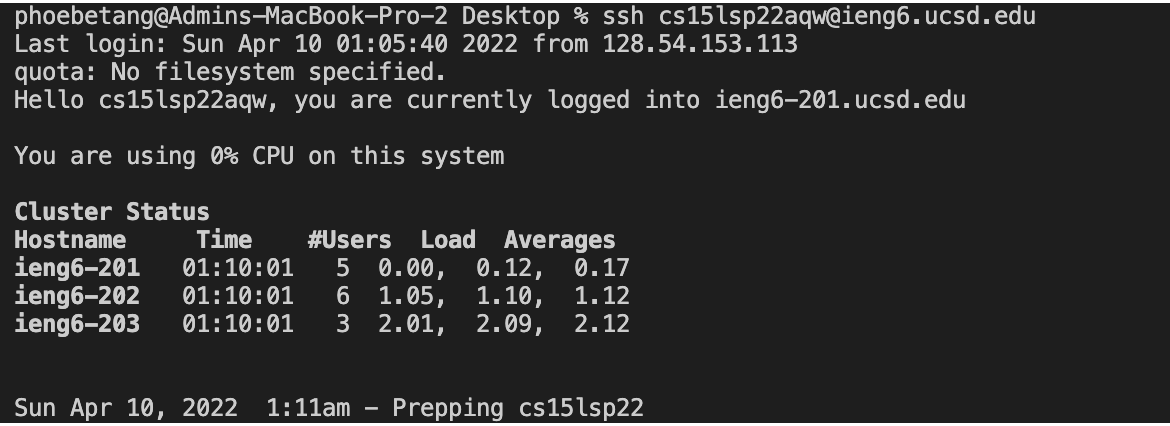 phoebetang@Admins-MacBook-Pro-2 Desktop % ssh cs15lsp22aqw@ieng6.ucsd.edu
Last login: Sun Apr 10 01:05:40 2022 from 128.54.153.113
quota: No filesystem specified.
Hello cs15lsp22aqw, you are currently logged into ieng6-201.ucsd.edu
You are using 0% CPU on this system
Cluster Status
Hostname     Time    #Users  Load  Averages
ieng6-201   01:10:01   5  0.00,  0.12,  0.17
ieng6-202   01:10:01   6  1.05,  1.10,  1.12
ieng6-203   01:10:01   3  2.01,  2.09,  2.12
Sun Apr 10, 2022  1:11am - Prepping cs15lsp22